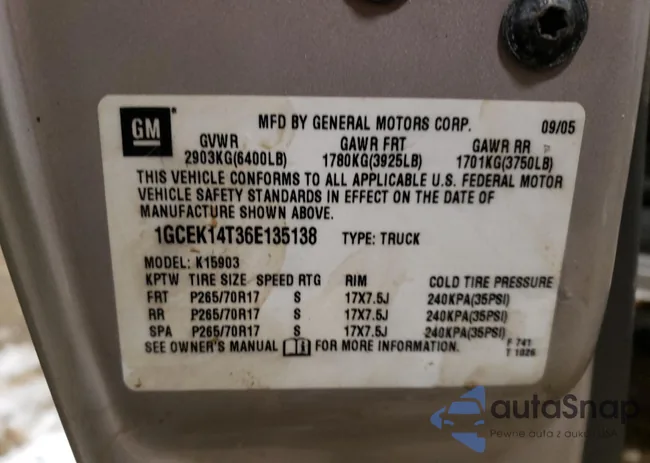 GM
MFD BY GENERAL MOTORS CORP. 09/05
GVWR GAWR FRT GAWR RR
2903KG(6400LB) 1780KG(3925LB) 1701KG(3750LB)
THIS VEHICLE CONFORMS TO ALL APPLICABLE U.S. FEDERAL MOTOR
VEHICLE SAFETY STANDARDS IN EFFECT ON THE DATE OF
MANUFACTURE SHOWN ABOVE.
1GCEK14T36E135138 TYPE: TRUCK
MODEL: K15903
KPTW TIRE SIZE SPEED RTG RIM COLD TIRE PRESSURE
FRT P265/70R17 S 17X7.5J 240KPA(35PSI)
RR P265/70R17 S 17X7.5J 240KPA(35PSI)
SPA P265/70R17 S 17X7.5J 240KPA(35PSI)
SEE OWNER'S MANUAL FOR MORE INFORMATION.
F 741
T 1026
autaSnap
Pewne auta z aukcji USA